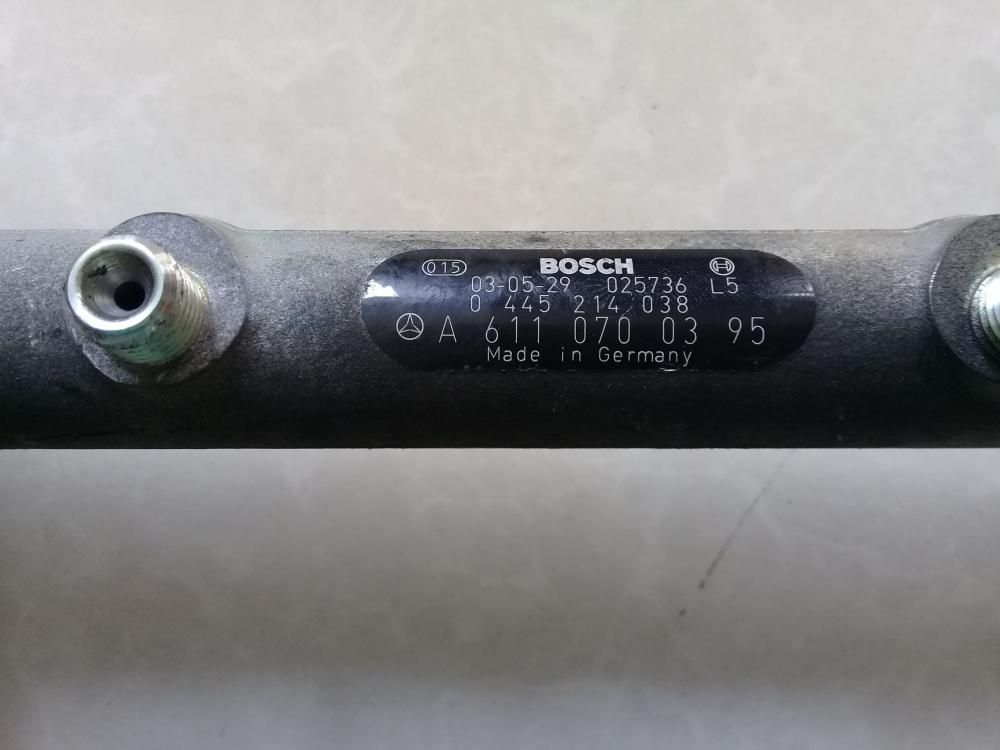 015 BOSCH
03-05-29 025736 L5
0 445 214 038
A 611 070 03 95
Made in Germany